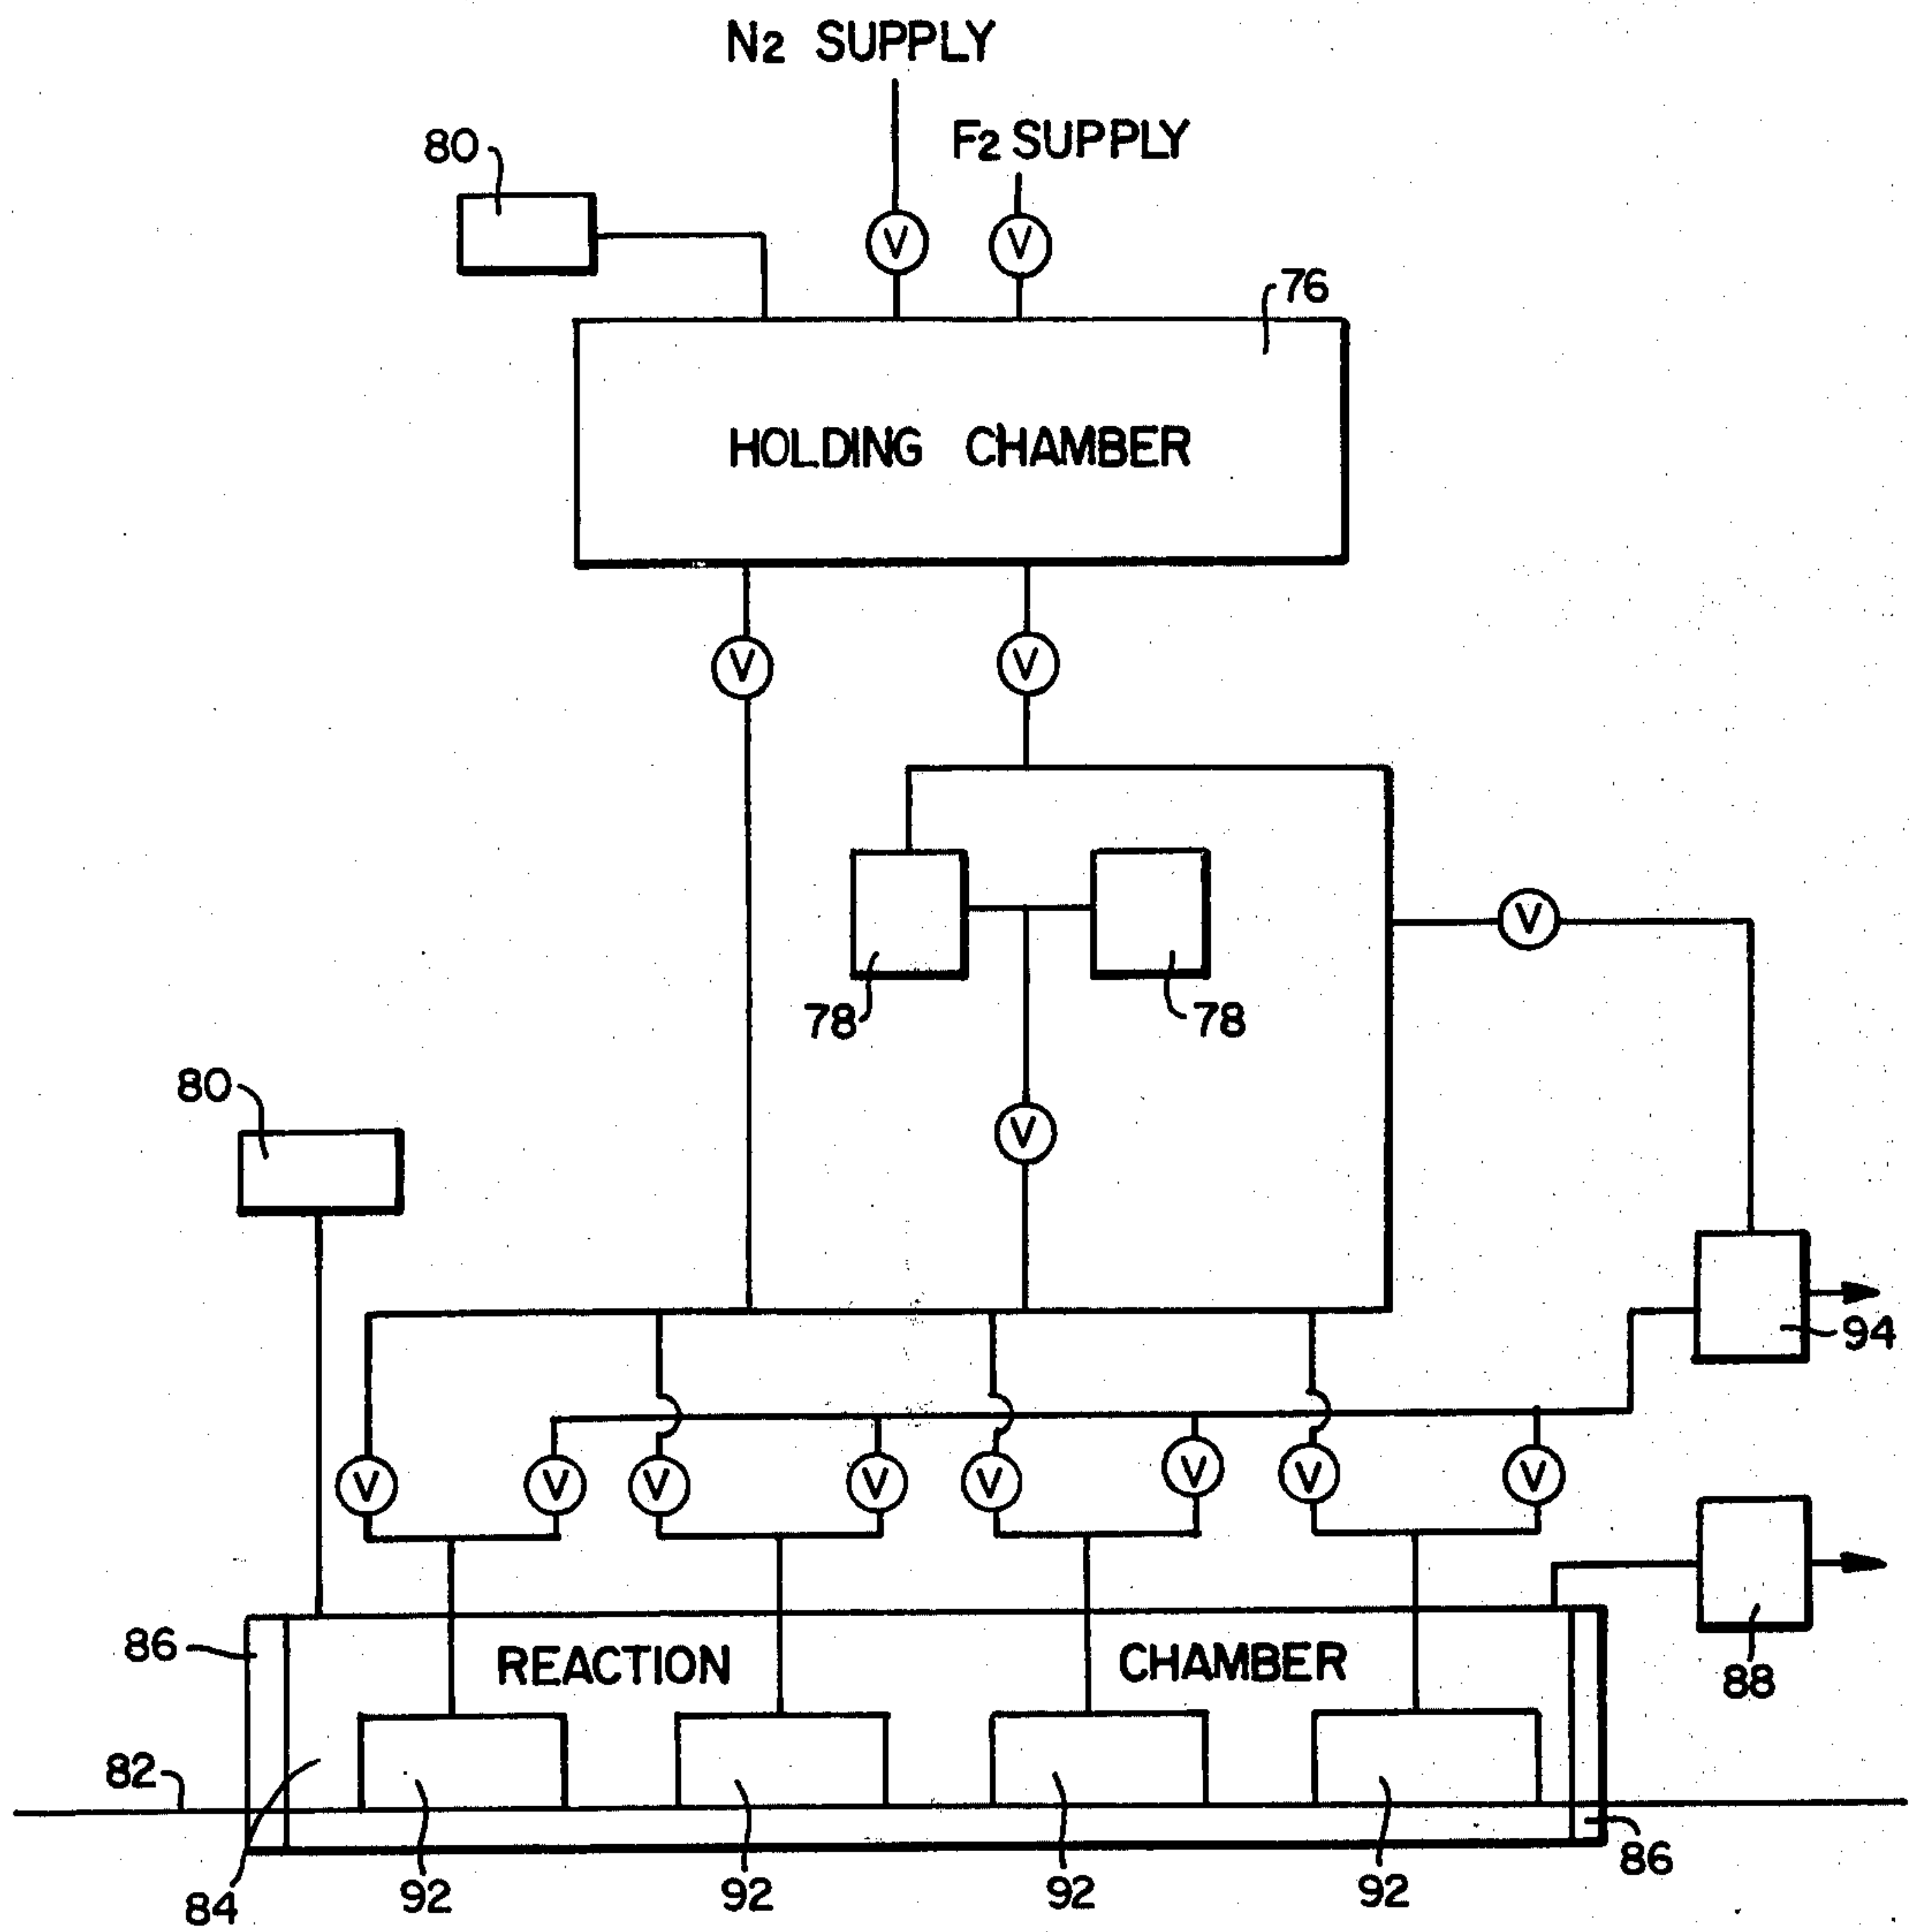 N2 SUPPLY
F2 SUPPLY
80
V V
76
HOLDING CHAMBER
V V
V
78 78
80
V
94
V V V V V V V V
86
REACTION CHAMBER
88
82
86
84 92 92 92 92